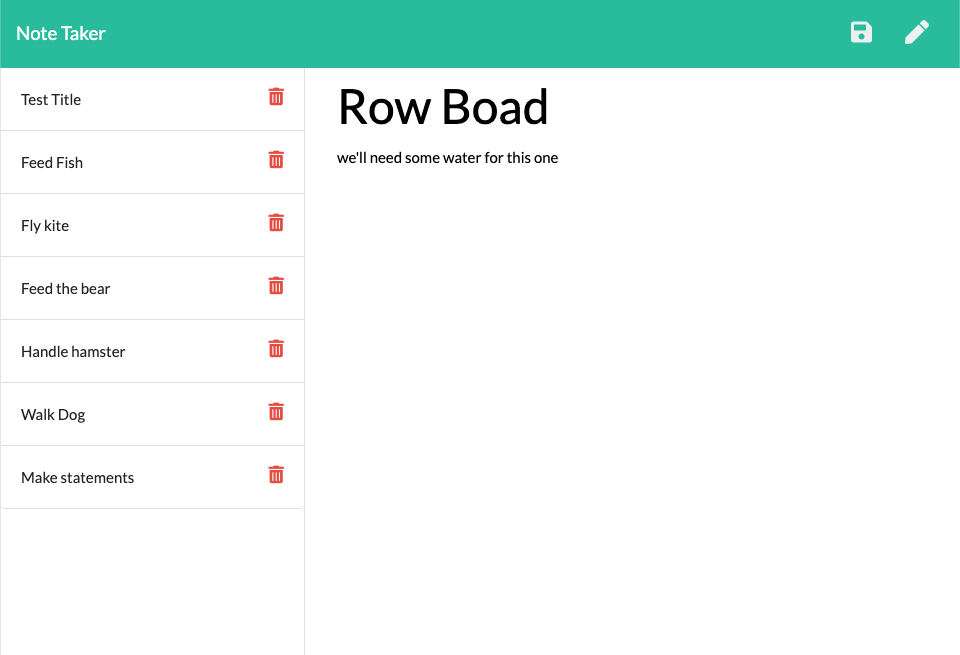 Note Taker
Test Title
Feed Fish
Fly kite
Feed the bear
Handle hamster
Walk Dog
Make statements
Row Boad
we'll need some water for this one